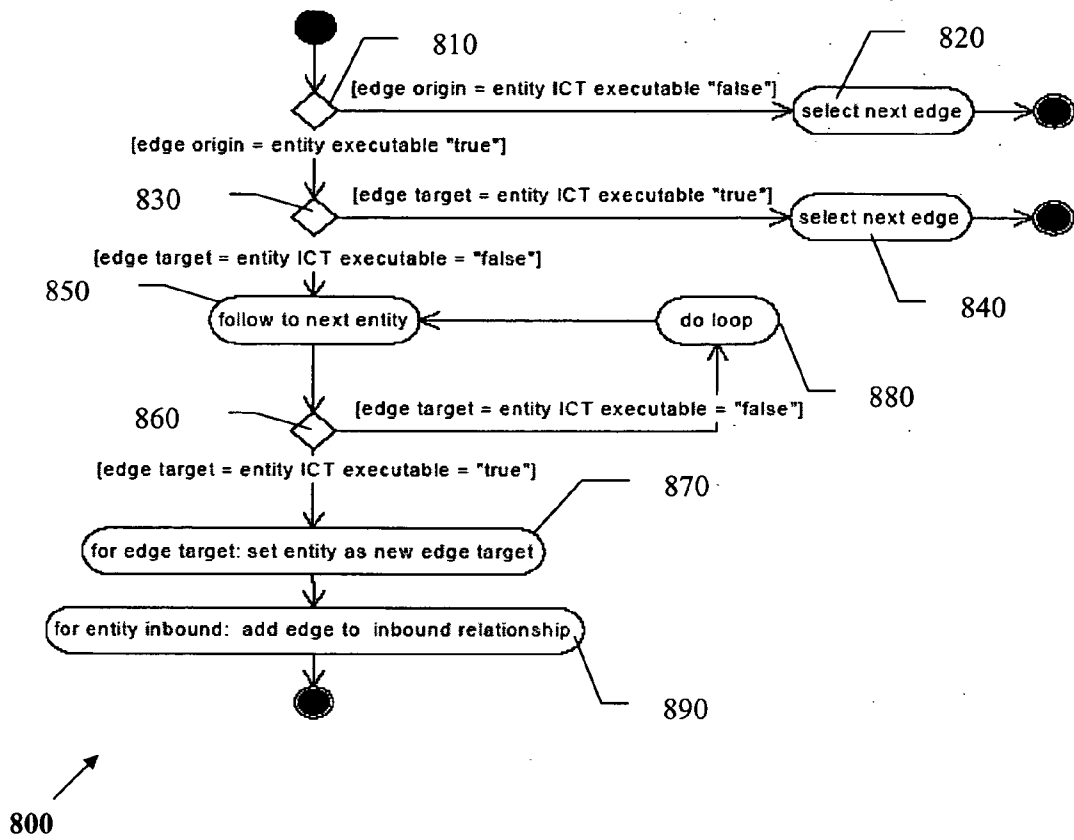 810
820
[edge origin = entity ICT executable "false"]
select next edge
[edge origin = entity executable "true"]
830
[edge target = entity ICT executable "true"]
select next edge
[edge target = entity ICT executable = "false"]
840
850
follow to next entity
do loop
880
860
[edge target = entity ICT executable = "false"]
[edge target = entity ICT executable = "true"]
870
for edge target: set entity as new edge target
for entity inbound: add edge to inbound relationship
890
800